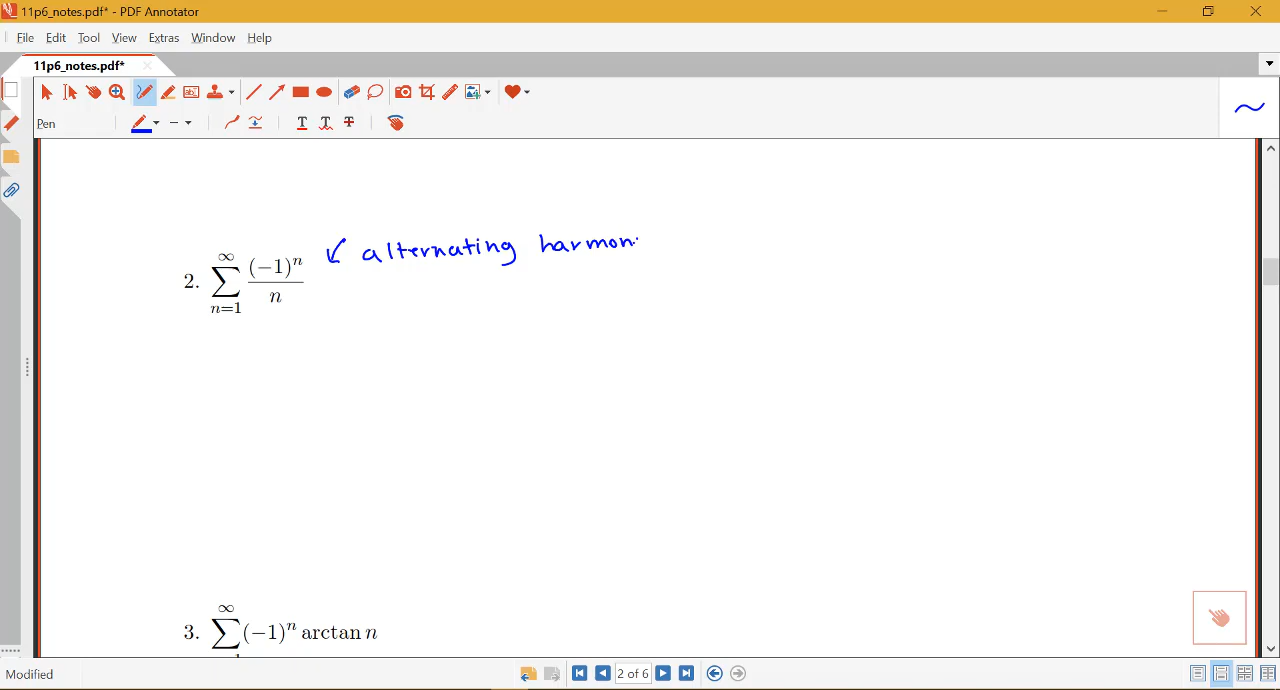 11p6_notes.pdf* - PDF Annotator
File Edit Tool View Extras Window Help
11p6_notes.pdf*
Pen
2. ∑_{n=1}^{∞} (−1)^n / n ↙ alternating harmoni
3. ∑ ^{∞} (−1)^n arctan n
Modified
2 of 6